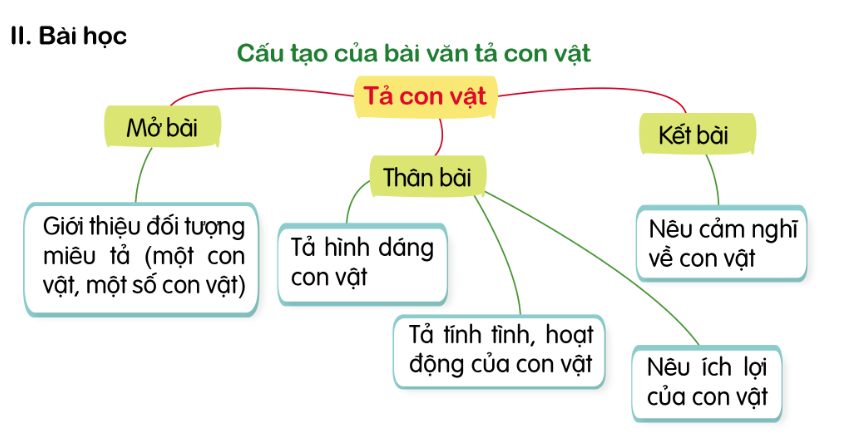 II. Bài học
Cấu tạo của bài văn tả con vật
Tả con vật
Mở bài
Giới thiệu đối tượng
miêu tả (một con
vật, một số con vật)
Thân bài
Tả hình dáng
con vật
Tả tính tình, hoạt
động của con vật
Nêu ích lợi
của con vật
Kết bài
Nêu cảm nghĩ
về con vật